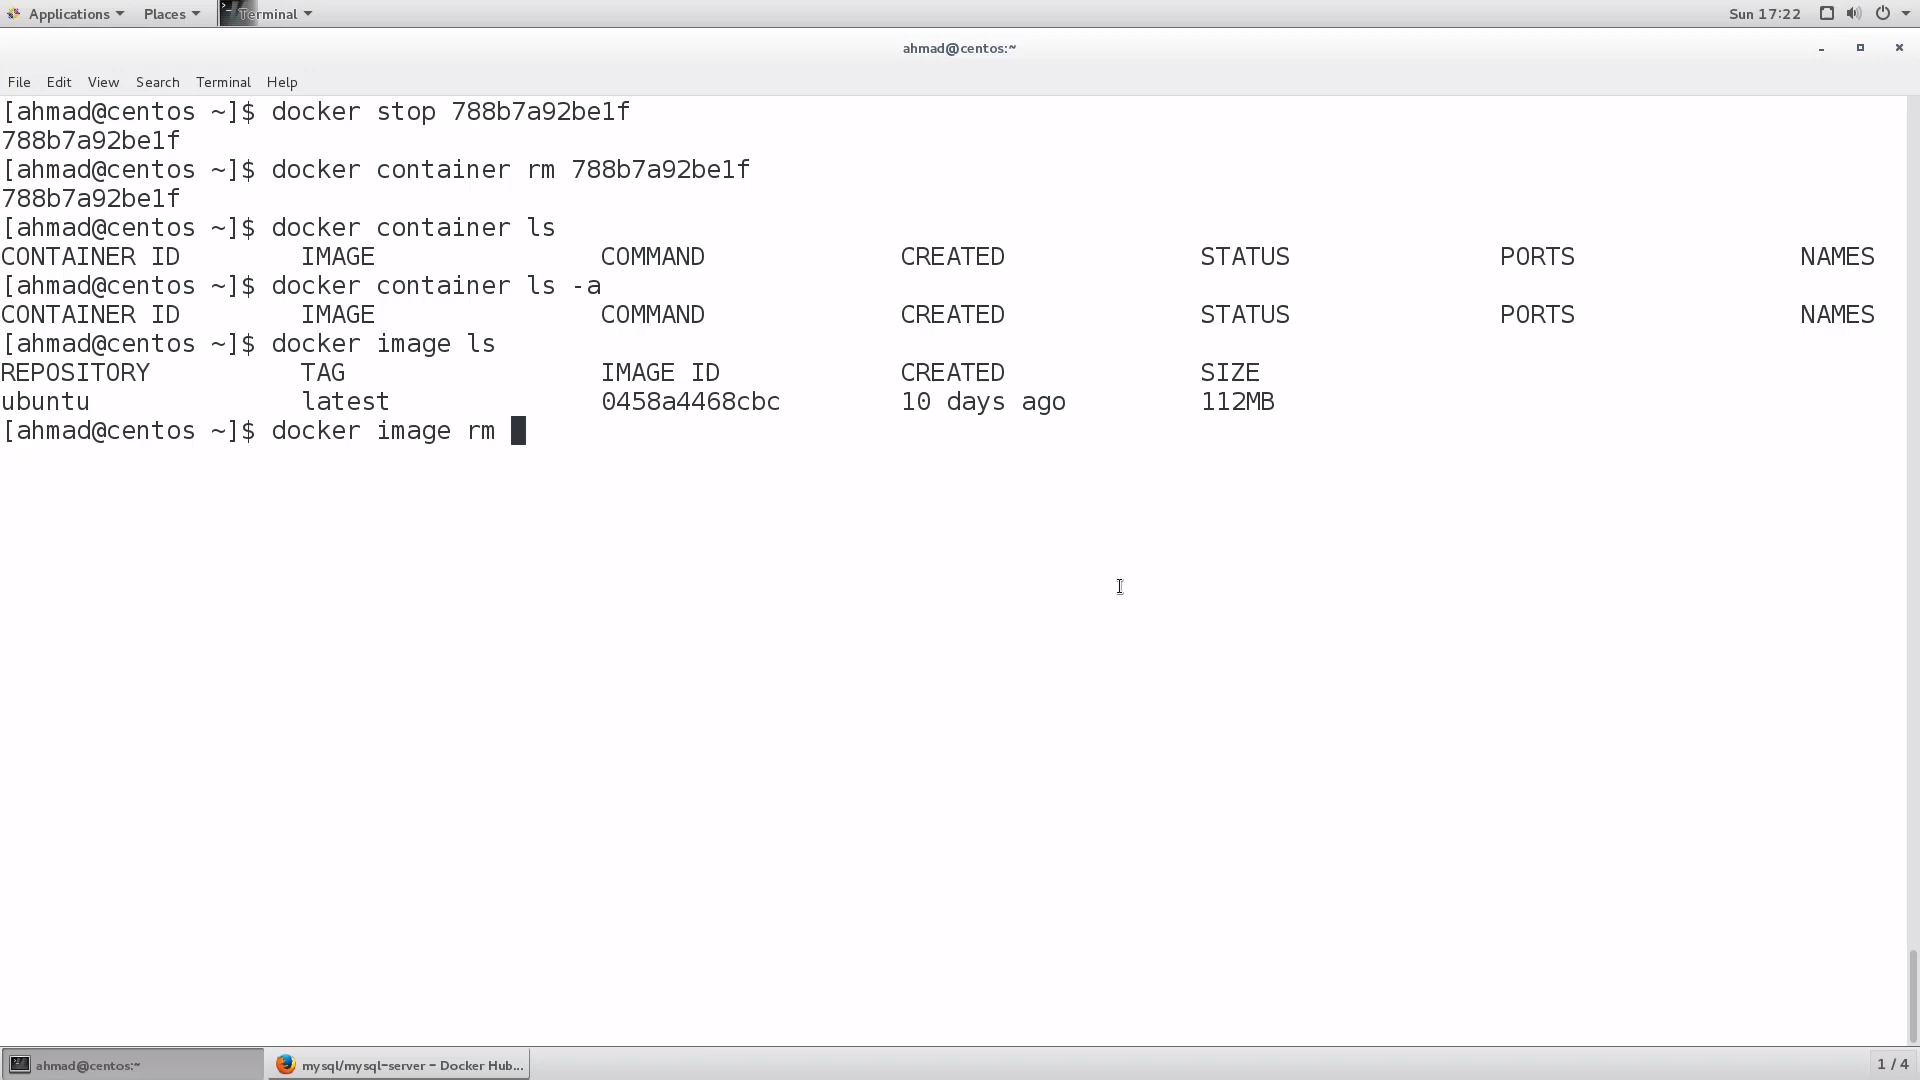 Applications Places Terminal Sun 17:22
ahmad@centos:~
File Edit View Search Terminal Help
[ahmad@centos ~]$ docker stop 788b7a92be1f
788b7a92be1f
[ahmad@centos ~]$ docker container rm 788b7a92be1f
788b7a92be1f
[ahmad@centos ~]$ docker container ls
CONTAINER ID IMAGE COMMAND CREATED STATUS PORTS NAMES
[ahmad@centos ~]$ docker container ls -a
CONTAINER ID IMAGE COMMAND CREATED STATUS PORTS NAMES
[ahmad@centos ~]$ docker image ls
REPOSITORY TAG IMAGE ID CREATED SIZE
ubuntu latest 0458a4468cbc 10 days ago 112MB
[ahmad@centos ~]$ docker image rm
ahmad@centos:~ mysql/mysql-server – Docker Hub... 1 / 4